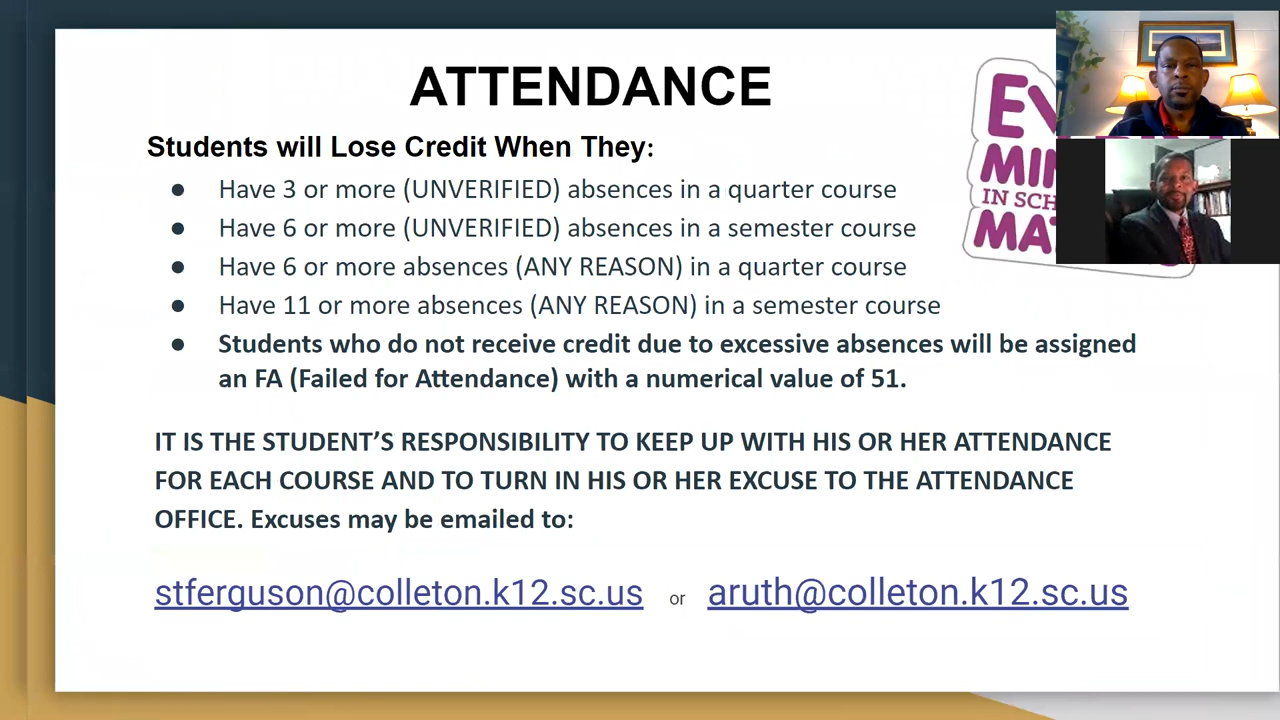 ATTENDANCE
Students will Lose Credit When They:
● Have 3 or more (UNVERIFIED) absences in a quarter course
● Have 6 or more (UNVERIFIED) absences in a semester course
● Have 6 or more absences (ANY REASON) in a quarter course
● Have 11 or more absences (ANY REASON) in a semester course
● Students who do not receive credit due to excessive absences will be assigned
an FA (Failed for Attendance) with a numerical value of 51.
IT IS THE STUDENT’S RESPONSIBILITY TO KEEP UP WITH HIS OR HER ATTENDANCE
FOR EACH COURSE AND TO TURN IN HIS OR HER EXCUSE TO THE ATTENDANCE
OFFICE. Excuses may be emailed to:
stferguson@colleton.k12.sc.us or aruth@colleton.k12.sc.us
IN